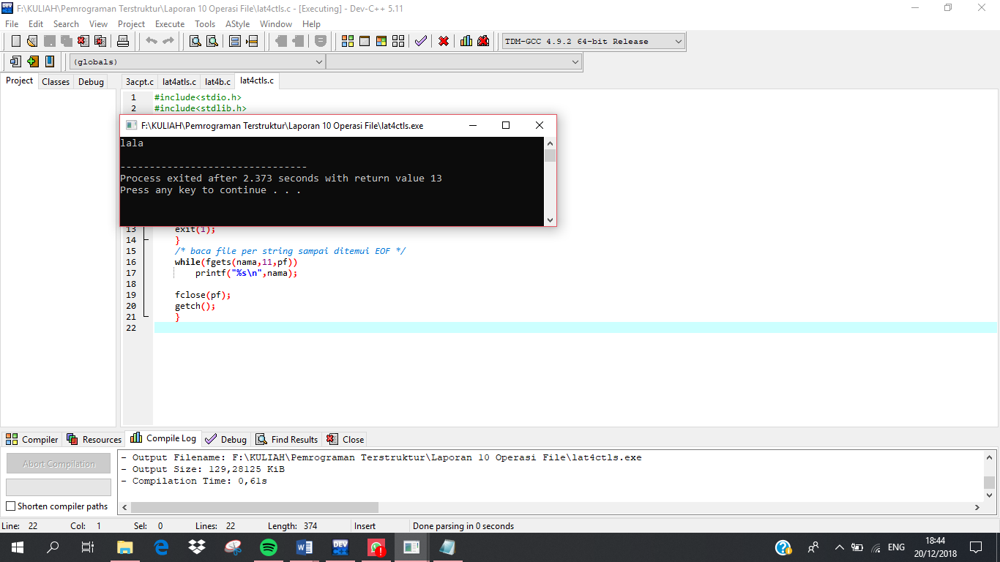 F:\KULIAH\Pemrograman Terstruktur\Laporan 10 Operasi File\lat4ctls.c - [Executing] - Dev-C++ 5.11
File Edit Search View Project Execute Tools AStyle Window Help
TDM-GCC 4.9.2 64-bit Release
(globals)
Project Classes Debug
3acpt.c lat4atls.c lat4b.c lat4ctls.c
1 #include<stdio.h>
2 #include<stdlib.h>
F:\KULIAH\Pemrograman Terstruktur\Laporan 10 Operasi File\lat4ctls.exe
lala
--------------------------------
Process exited after 2.373 seconds with return value 13
Press any key to continue . . .
13 exit(1);
14 }
15 /* baca file per string sampai ditemui EOF */
16 while(fgets(nama,11,pf))
17 printf("%s\n",nama);
18
19 fclose(pf);
20 getch();
21 }
22
Compiler Resources Compile Log Debug Find Results Close
Abort Compilation
Shorten compiler paths
- Output Filename: F:\KULIAH\Pemrograman Terstruktur\Laporan 10 Operasi File\lat4ctls.exe
- Output Size: 129,28125 KiB
- Compilation Time: 0,61s
Line: 22 Col: 1 Sel: 0 Lines: 22 Length: 374 Insert Done parsing in 0 seconds
DEV
ENG
18:44
20/12/2018